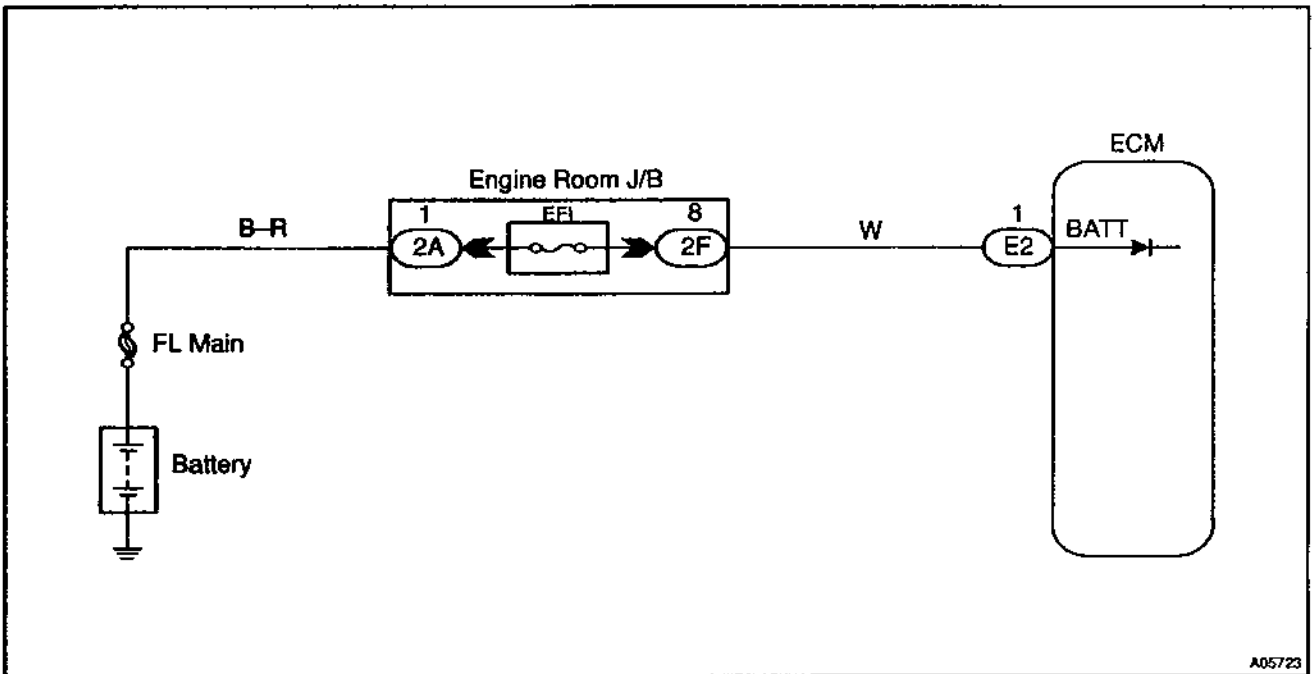 ECM
Engine Room J/B
1
EFI
8
1
B–R
2A
2F
W
E2
BATT
FL Main
Battery
A05723